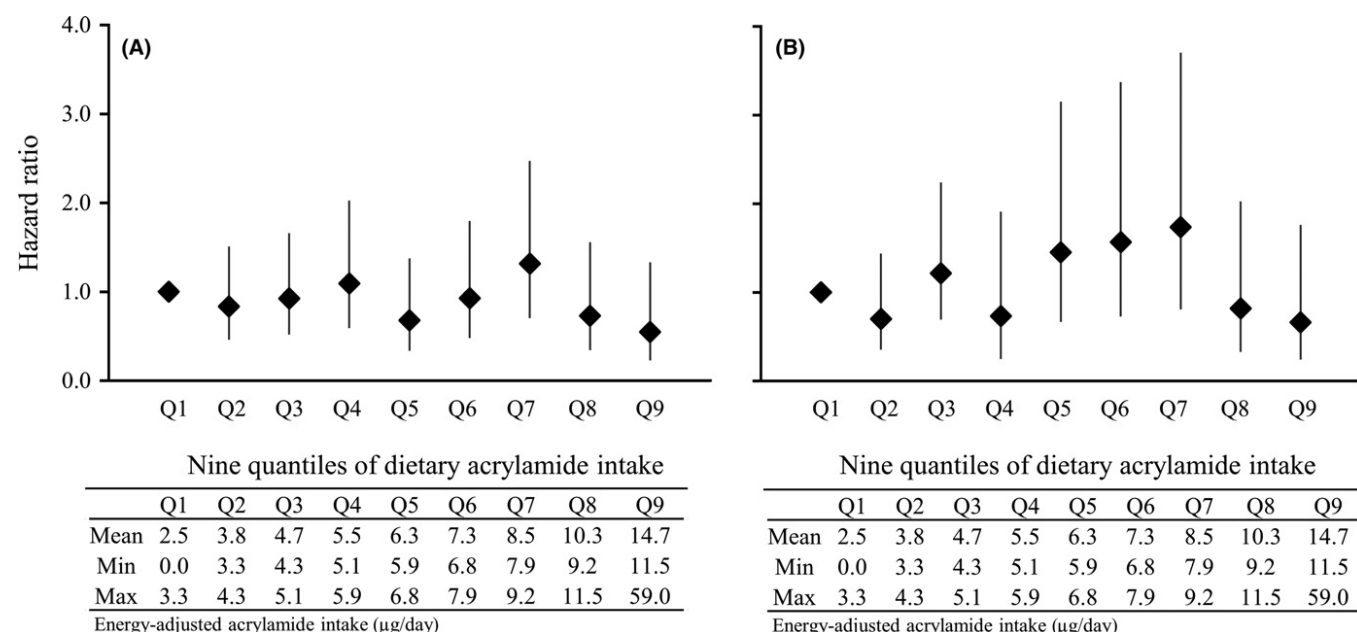 (A)
4.0
3.0
2.0
1.0
0.0
Hazard ratio
Q1 Q2 Q3 Q4 Q5 Q6 Q7 Q8 Q9
Nine quantiles of dietary acrylamide intake
Q1 Q2 Q3 Q4 Q5 Q6 Q7 Q8 Q9
Mean 2.5 3.8 4.7 5.5 6.3 7.3 8.5 10.3 14.7
Min 0.0 3.3 4.3 5.1 5.9 6.8 7.9 9.2 11.5
Max 3.3 4.3 5.1 5.9 6.8 7.9 9.2 11.5 59.0
Energy-adjusted acrylamide intake (μg/day)
(B)
Q1 Q2 Q3 Q4 Q5 Q6 Q7 Q8 Q9
Nine quantiles of dietary acrylamide intake
Q1 Q2 Q3 Q4 Q5 Q6 Q7 Q8 Q9
Mean 2.5 3.8 4.7 5.5 6.3 7.3 8.5 10.3 14.7
Min 0.0 3.3 4.3 5.1 5.9 6.8 7.9 9.2 11.5
Max 3.3 4.3 5.1 5.9 6.8 7.9 9.2 11.5 59.0
Energy-adjusted acrylamide intake (μg/day)